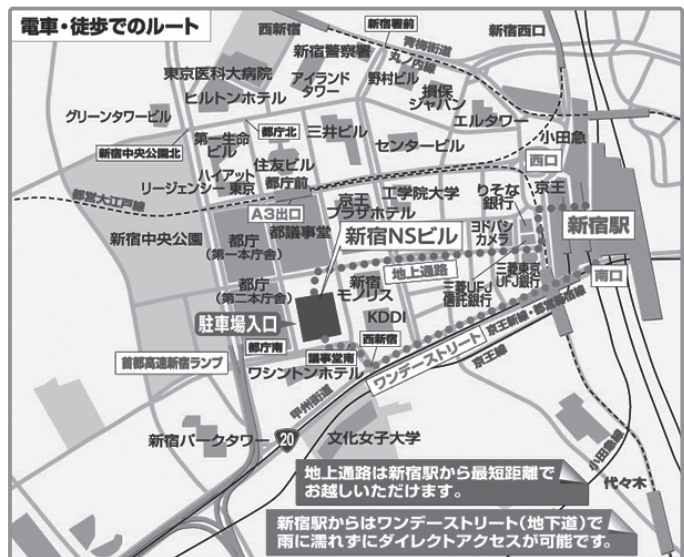 電車・徒歩でのルート
西新宿
新宿署前
青梅街道
丸ノ内線
新宿西口
新宿警察署
東京医科大病院
アイランド
タワー
野村ビル
ヒルトンホテル
損保
ジャパン
グリーンタワービル
エルタワー
小田急
第一生命
ビル
都庁北
三井ビル
センタービル
新宿中央公園北
住友ビル
西口
ハイアット
リージェンシー 東京
都庁前
京王
プラザホテル
工学院大学
りそな
銀行
京王
都営大江戸線
A3出口
新宿駅
新宿中央公園
都庁
(第一本庁舎)
都議事堂
新宿NSビル
ヨドバシ
カメラ
地上通路
三菱東京
UFJ銀行
南口
都庁
(第二本庁舎)
新宿
モノリス
三菱UFJ
信託銀行
駐車場入口
KDDI
京王新線・都営新宿線
都庁南
議事堂南
西新宿
ワンデーストリート
京王線
首都高速新宿ランプ
ワシントンホテル
甲州街道
新宿パークタワー
20
文化女子大学
小田急線
代々木
地上通路は新宿駅から最短距離で
お越しいただけます。
新宿駅からはワンデーストリート(地下道)で
雨に濡れずにダイレクトアクセスが可能です。